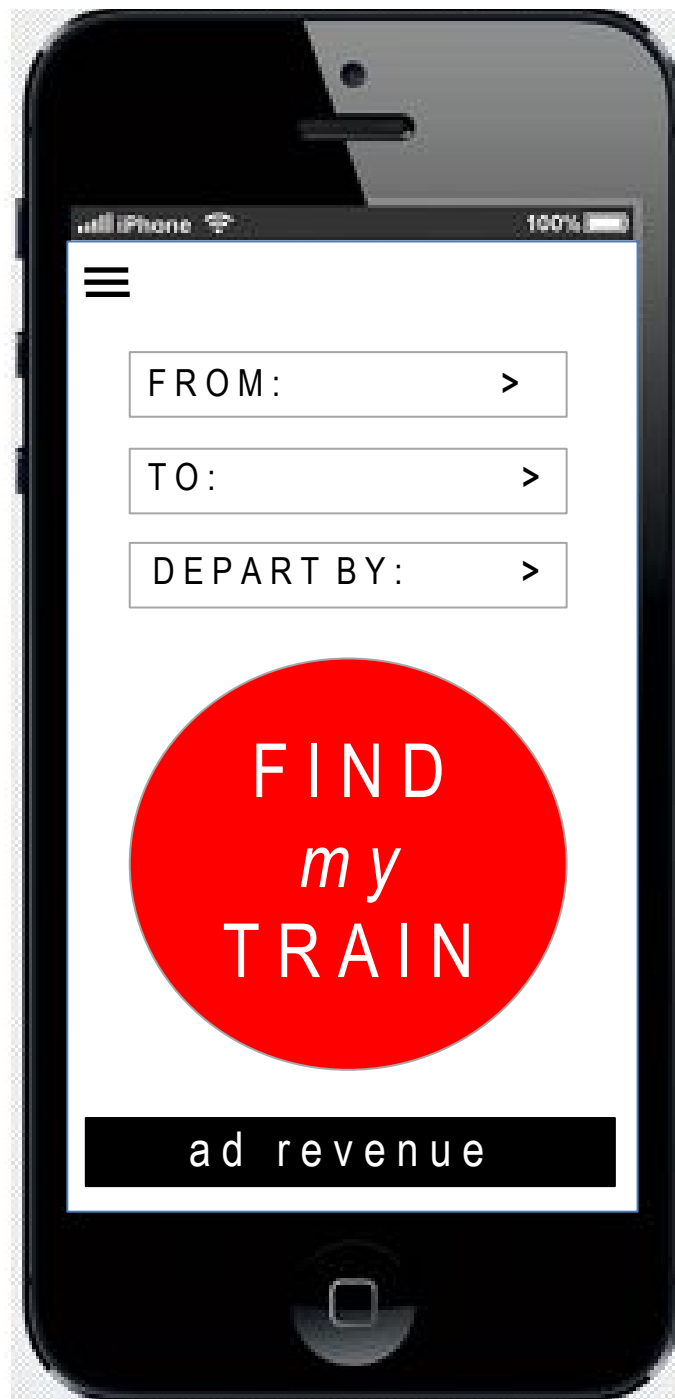 iPhone 100%
FROM: >
TO: >
DEPART BY: >
FIND
my
TRAIN
ad revenue